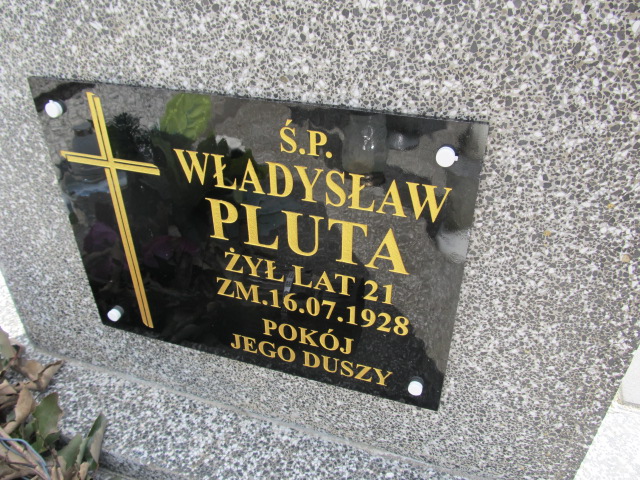 Ś.P.
WŁADYSŁAW
PLUTA
ŻYŁ LAT 21
ZM.16.07.1928
POKÓJ
JEGO DUSZY